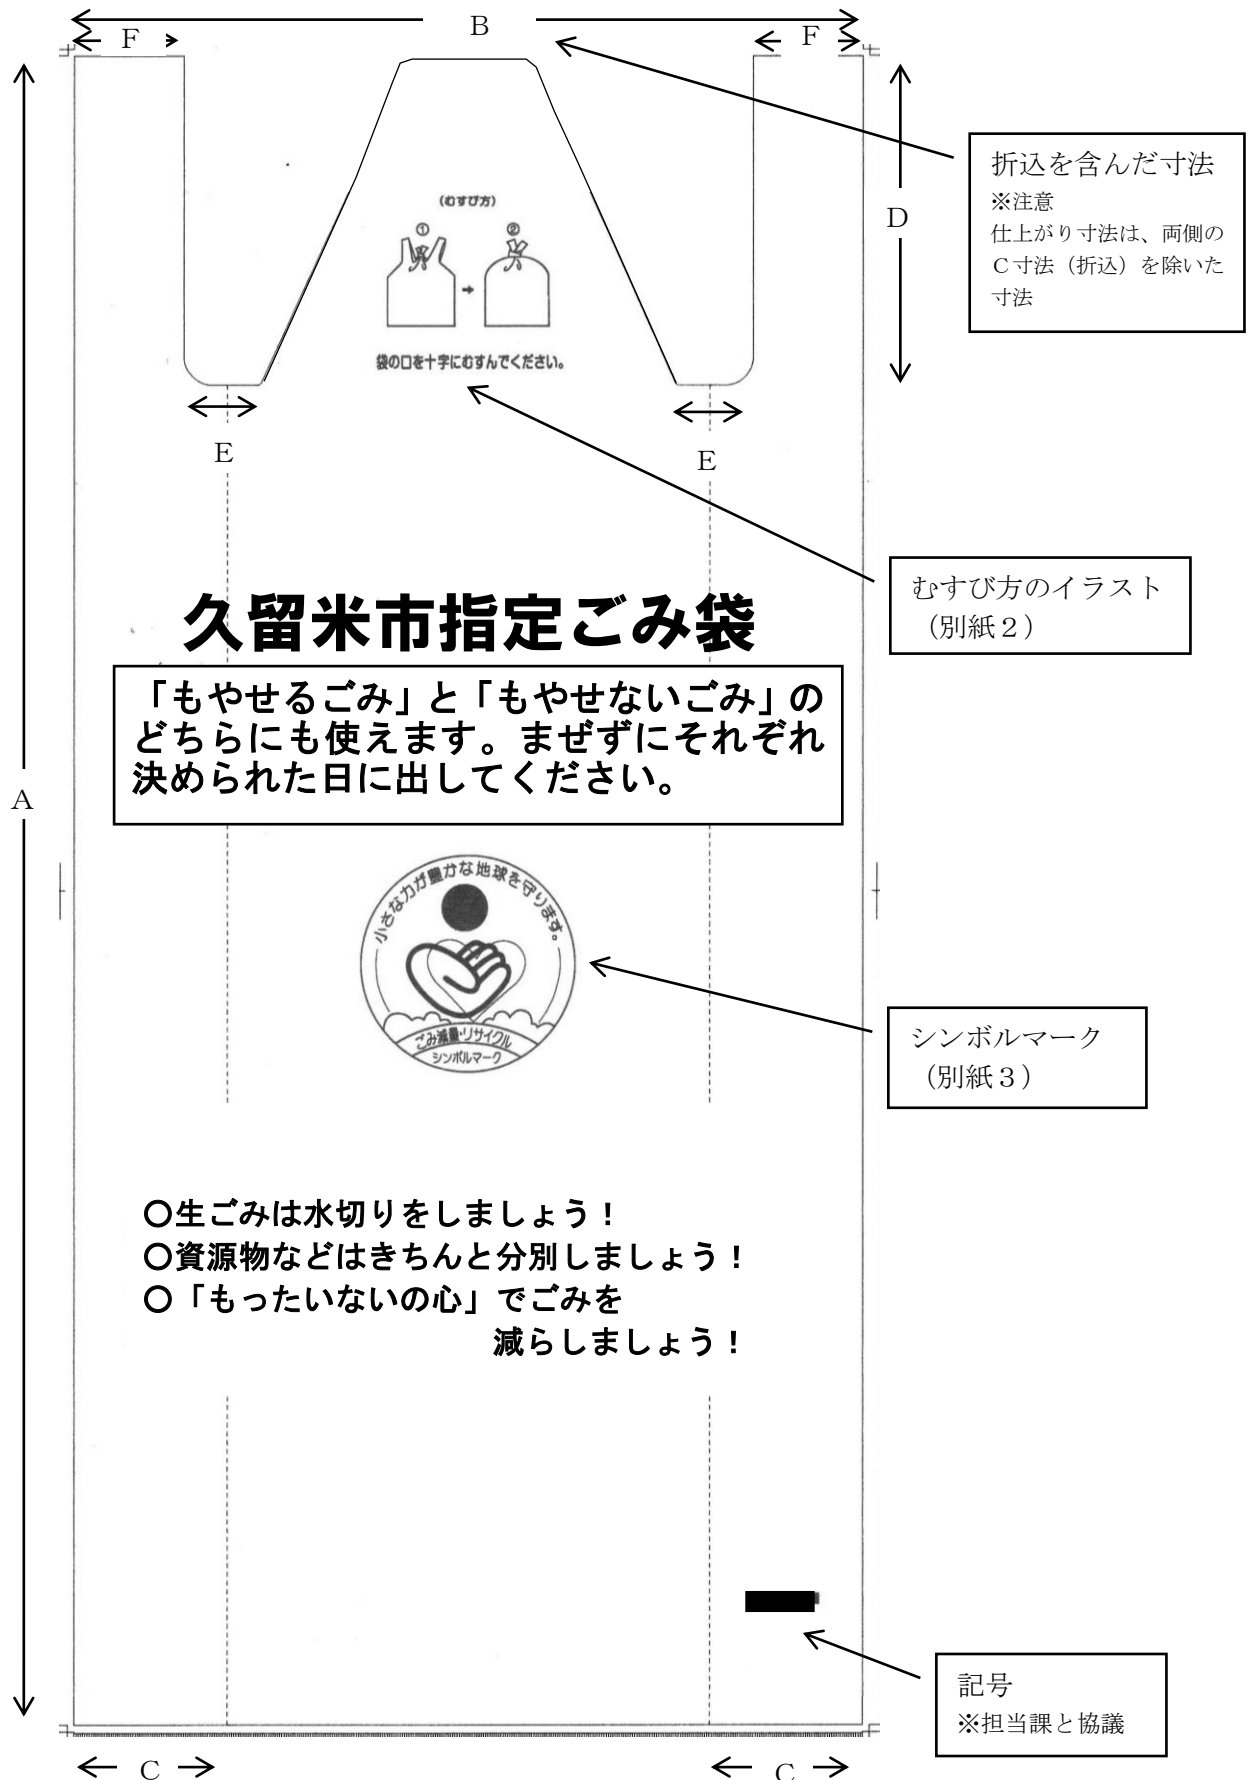 B
F
F
折込を含んだ寸法
※注意
仕上がり寸法は、両側の
C寸法（折込）を除いた
寸法
D
（むすび方）
①
②
袋の口を十字にむすんでください。
E
E
むすび方のイラスト
（別紙２）
久留米市指定ごみ袋
「もやせるごみ」と「もやせないごみ」の
どちらにも使えます。まぜずにそれぞれ
決められた日に出してください。
A
小さな力が豊かな地球を守ります。
ごみ減量・リサイクル
シンボルマーク
シンボルマーク
（別紙３）
○生ごみは水切りをしましょう！
○資源物などはきちんと分別しましょう！
○「もったいないの心」でごみを
減らしましょう！
記号
※担当課と協議
C
C